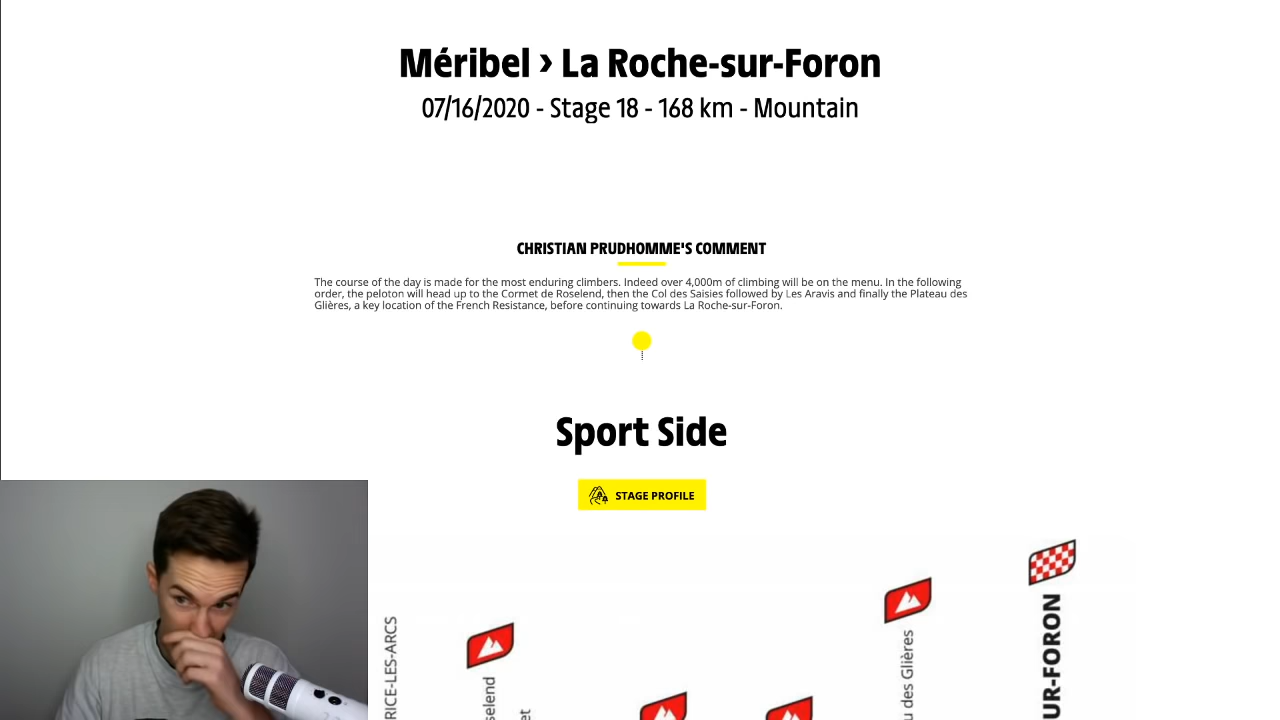 Méribel › La Roche-sur-Foron
07/16/2020 - Stage 18 - 168 km - Mountain
CHRISTIAN PRUDHOMME'S COMMENT
The course of the day is made for the most enduring climbers. Indeed over 4,000m of climbing will be on the menu. In the following
order, the peloton will head up to the Cormet de Roselend, then the Col des Saisies followed by Les Aravis and finally the Plateau des
Glières, a key location of the French Resistance, before continuing towards La Roche-sur-Foron.
Sport Side
STAGE PROFILE
RICE-LES-ARCS
selend
et
u des Glières
UR-FORON